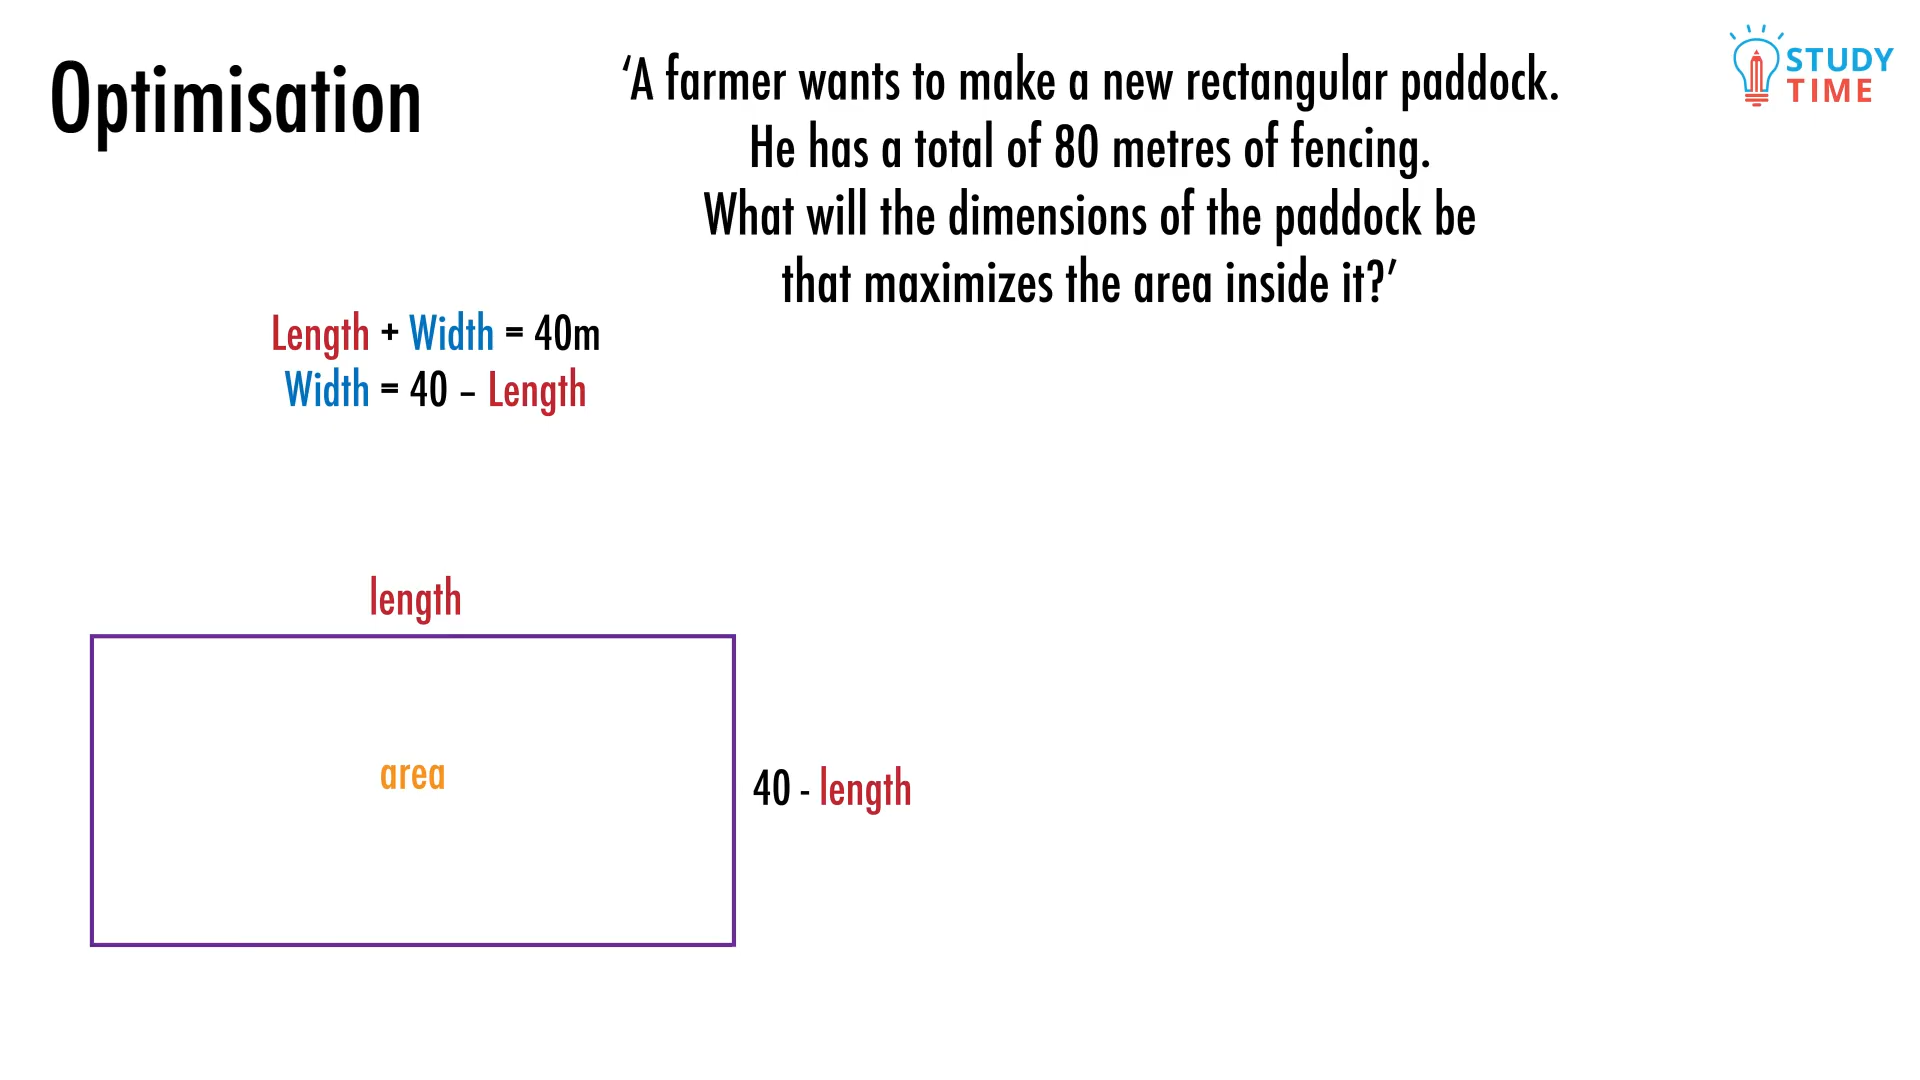 Optimisation
‘A farmer wants to make a new rectangular paddock.
He has a total of 80 metres of fencing.
What will the dimensions of the paddock be
that maximizes the area inside it?’
STUDY
TIME
Length + Width = 40m
Width = 40 – Length
length
area
40 - length